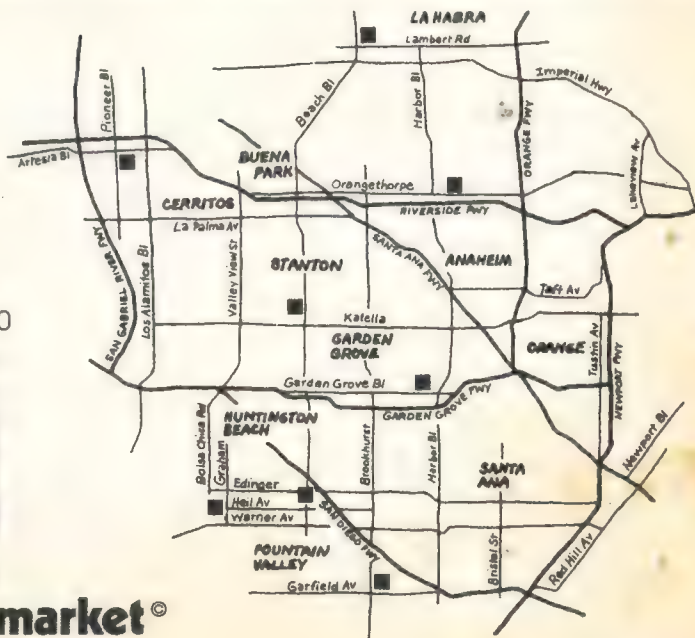 LA HABRA
Lambert Rd
Imperial Hwy
Pioneer Bl
Beach Bl
Harbor Bl
ORANGE FWY
Lakeview Av
Artesia Bl
BUENA
PARK
Orangethorpe
CERRITOS
RIVERSIDE FWY
La Palma Av
SANTA ANA FWY
ANAHEIM
STANTON
SAN GABRIEL RIVER FWY
Los Alamitos Bl
Valley View St
Taft Av
Katella
GARDEN
GROVE
ORANGE
Tustin Av
NEWPORT FWY
Garden Grove Bl
GARDEN GROVE FWY
HUNTINGTON
BEACH
Bolsa Chica Rd
Graham
Brookhurst
Harbor Bl
Newport Bl
SANTA
ANA
Edinger
Heil Av
Warner Av
SAN DIEGO FWY
FOUNTAIN
VALLEY
Bristol St
Red Hill Av
Garfield Av
0
market©